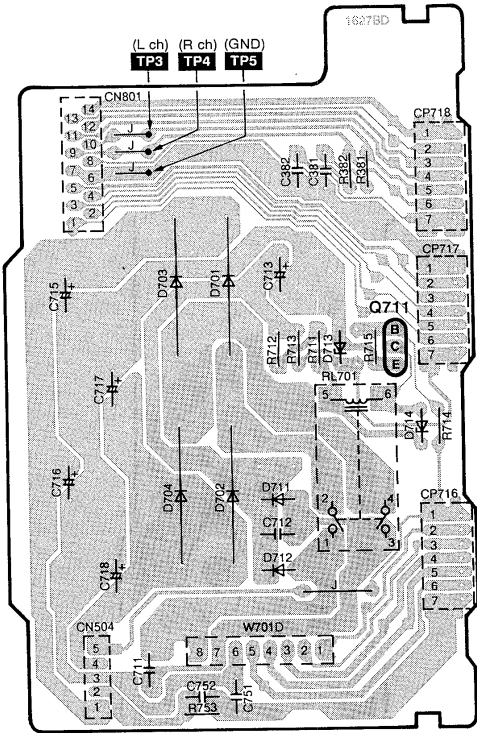 1627BD
(L ch) (R ch) (GND)
TP3 TP4 TP5
CN801
14
13
12
11
10
9
8
7
6
5
4
3
2
1
J
J
J
C382
C381
R382
R381
CP718
1
2
3
4
5
6
7
CP717
1
2
3
4
5
6
7
C715
D703
D701
C713
Q711
B
C
E
R712
R713
R711
D713
R715
RL701
5 6
C717
D714
R714
C716
D704
D702
D711
C712
D712
2 4
1 3
CP716
1
2
3
4
5
6
7
C718
J
CN504
5
4
3
2
1
C711
W701D
8 7 6 5 4 3 2 1
C752
R753
C751